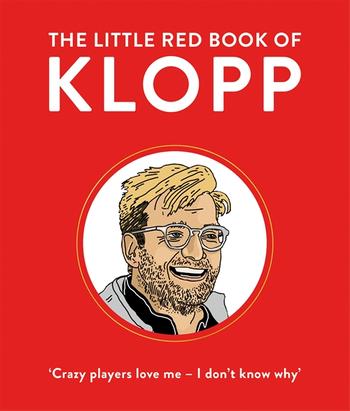 THE LITTLE RED BOOK OF
KLOPP
‘Crazy players love me – I don’t know why’